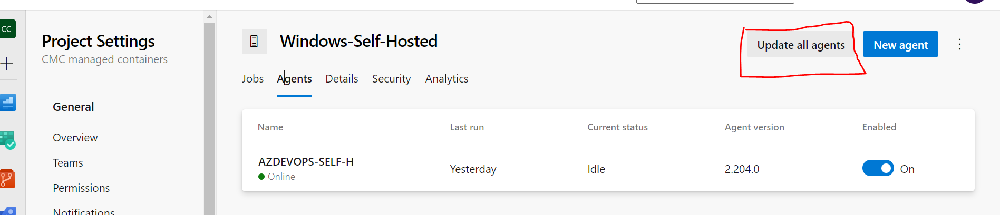 CC
Project Settings
CMC managed containers
General
Overview
Teams
Permissions
Notifications
Windows-Self-Hosted
Update all agents
New agent
Jobs Agents Details Security Analytics
Name Last run Current status Agent version Enabled
AZDEVOPS-SELF-H Yesterday Idle 2.204.0 On
Online